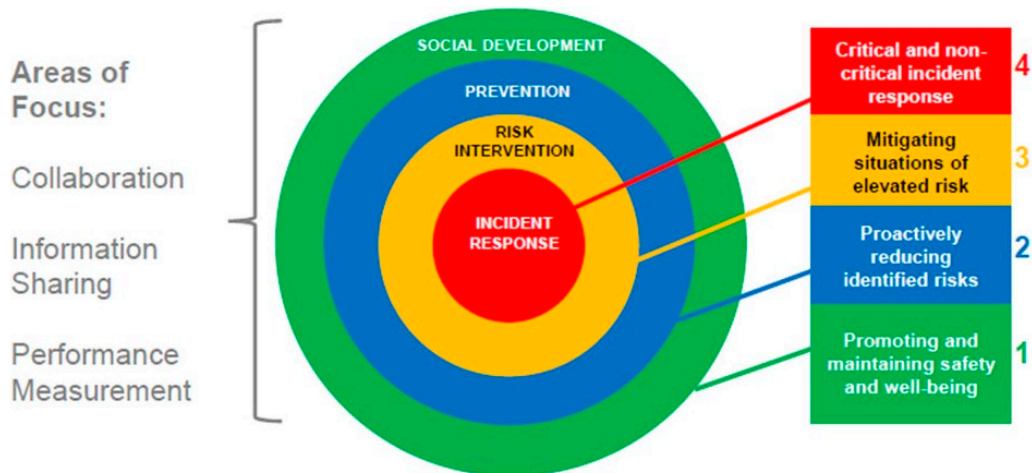 Areas of
Focus:
Collaboration
Information
Sharing
Performance
Measurement
SOCIAL DEVELOPMENT
PREVENTION
RISK
INTERVENTION
INCIDENT
RESPONSE
Critical and non-
critical incident
response
4
Mitigating
situations of
elevated risk
3
Proactively
reducing
identified risks
2
Promoting and
maintaining safety
and well-being
1